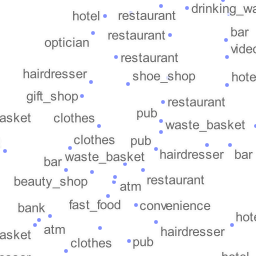 drinking_wa
hotel restaurant
restaurant bar
optician video
restaurant
hairdresser shoe_shop hote
gift_shop restaurant
asket clothes pub
waste_basket
clothes pub
bar waste_basket hairdresser bar
beauty_shop atm restaurant
fast_food convenience
bank hote
asket atm hairdresser
clothes pub
hotel